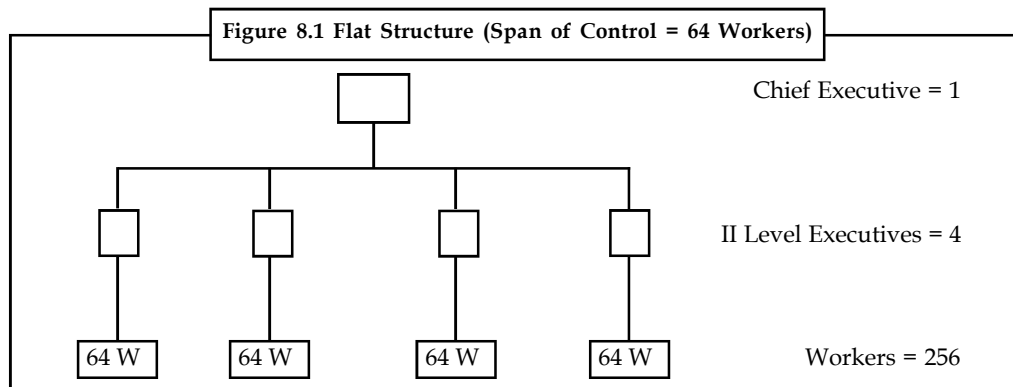 Figure 8.1 Flat Structure (Span of Control = 64 Workers)
Chief Executive = 1
II Level Executives = 4
64 W 64 W 64 W 64 W Workers = 256